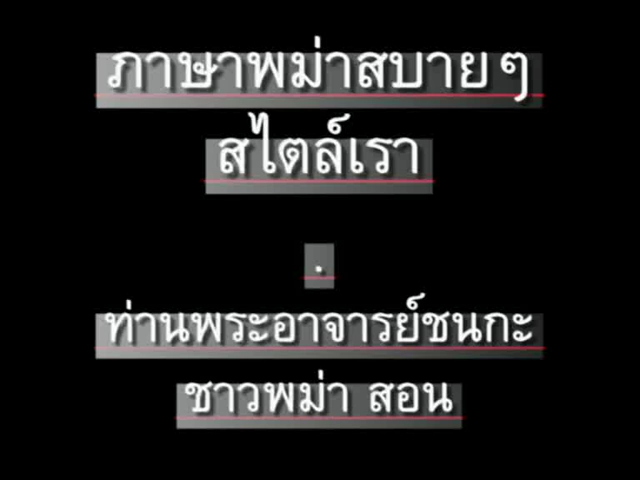 ภาษาพม่าสบายๆ
สไตล์เรา
.
ท่านพระอาจารย์ชนกะ
ชาวพม่า สอน